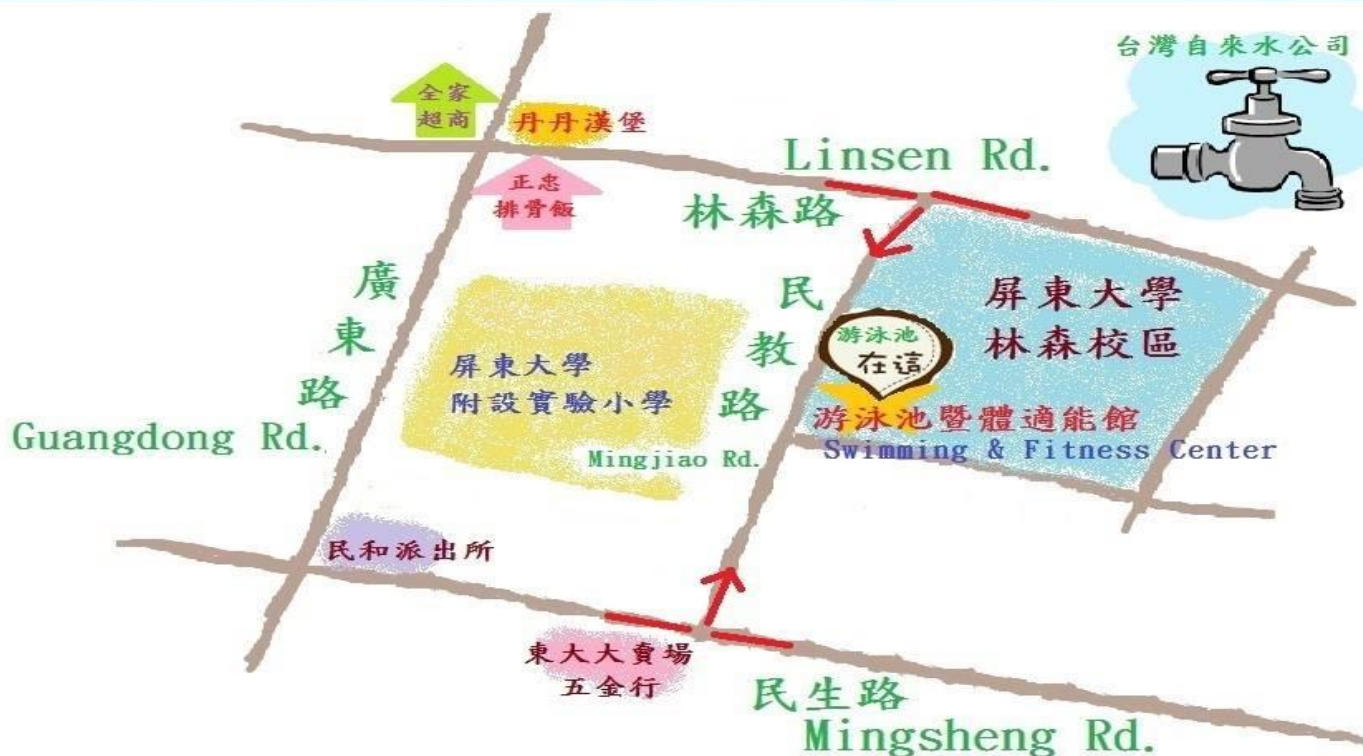 台灣自來水公司
全家
超商
丹丹漢堡
Linsen Rd.
林森路
正忠
排骨飯
廣東路
Guangdong Rd.
屏東大學
附設實驗小學
民教路
Mingjiao Rd.
游泳池
在這
屏東大學
林森校區
游泳池暨體適能館
Swimming & Fitness Center
民和派出所
東大大賣場
五金行
民生路
Mingsheng Rd.